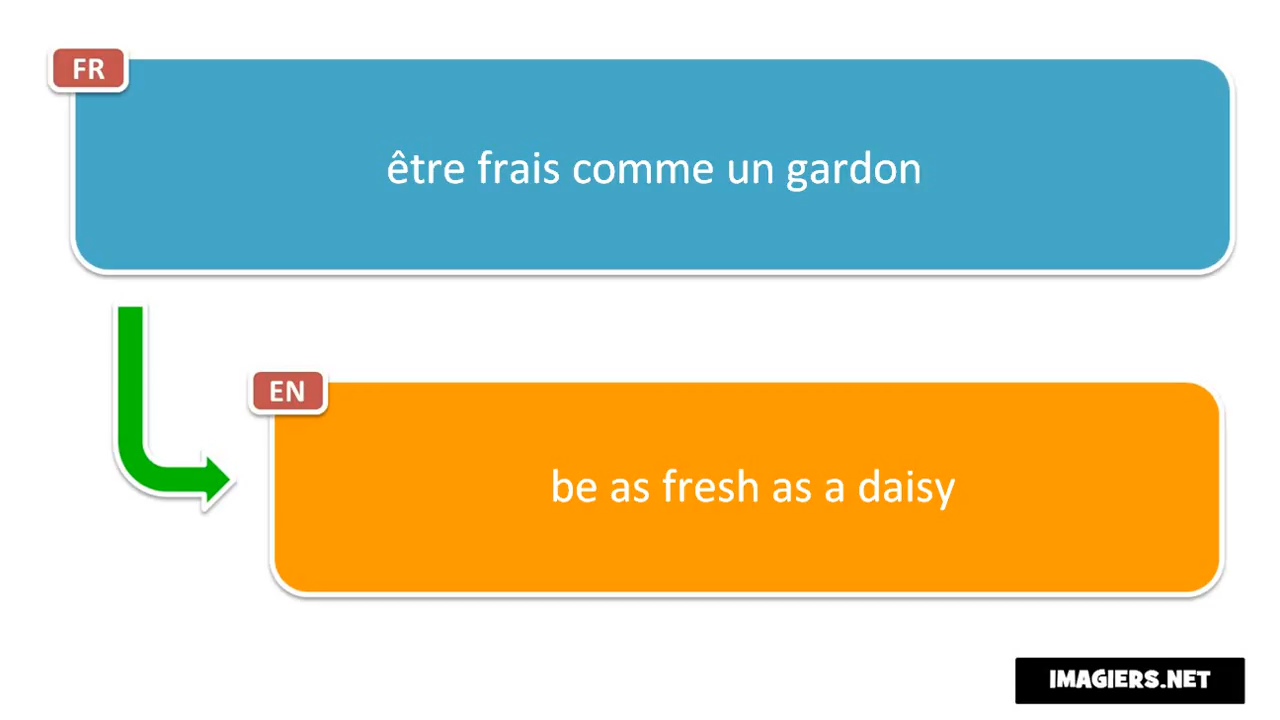 FR
être frais comme un gardon
EN
be as fresh as a daisy
IMAGIERS.NET